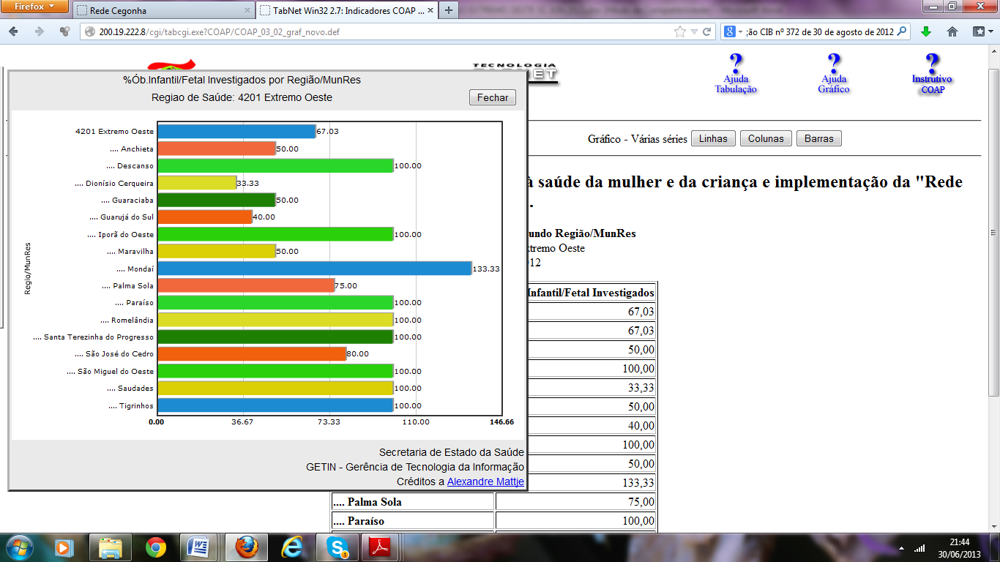 Firefox
Rede Cegonha
TabNet Win32 2.7: Indicadores COAP ...
200.19.222.8/cgi/tabcgi.exe?COAP/COAP_03_02_graf_novo.def
;ão CIB nº 372 de 30 de agosto de 2012
TECNOLOGIA
?
?
?
Ajuda
Tabulação
Ajuda
Gráfico
Instrutivo
COAP
%Ób.Infantil/Fetal Investigados por Região/MunRes
Regiao de Saúde: 4201 Extremo Oeste
Fechar
Gráfico - Várias séries
Linhas
Colunas
Barras
à saúde da mulher e da criança e implementação da "Rede
.
undo Região/MunRes
xtremo Oeste
12
Regio/MunRes
4201 Extremo Oeste 67.03
.... Anchieta 50.00
.... Descanso 100.00
.... Dionísio Cerqueira 33.33
.... Guaraciaba 50.00
.... Guarujá do Sul 40.00
.... Iporã do Oeste 100.00
.... Maravilha 50.00
.... Mondaí 133.33
.... Palma Sola 75.00
.... Paraíso 100.00
.... Romelândia 100.00
.... Santa Terezinha do Progresso 100.00
.... São José do Cedro 80.00
.... São Miguel do Oeste 100.00
.... Saudades 100.00
.... Tigrinhos 100.00
0.00 36.67 73.33 110.00 146.66
Secretaria de Estado da Saúde
GETIN - Gerência de Tecnologia da Informação
Créditos a Alexandre Mattje
Infantil/Fetal Investigados
67,03
67,03
50,00
100,00
33,33
50,00
40,00
100,00
50,00
133,33
.... Palma Sola 75,00
.... Paraíso 100,00
21:44
30/06/2013